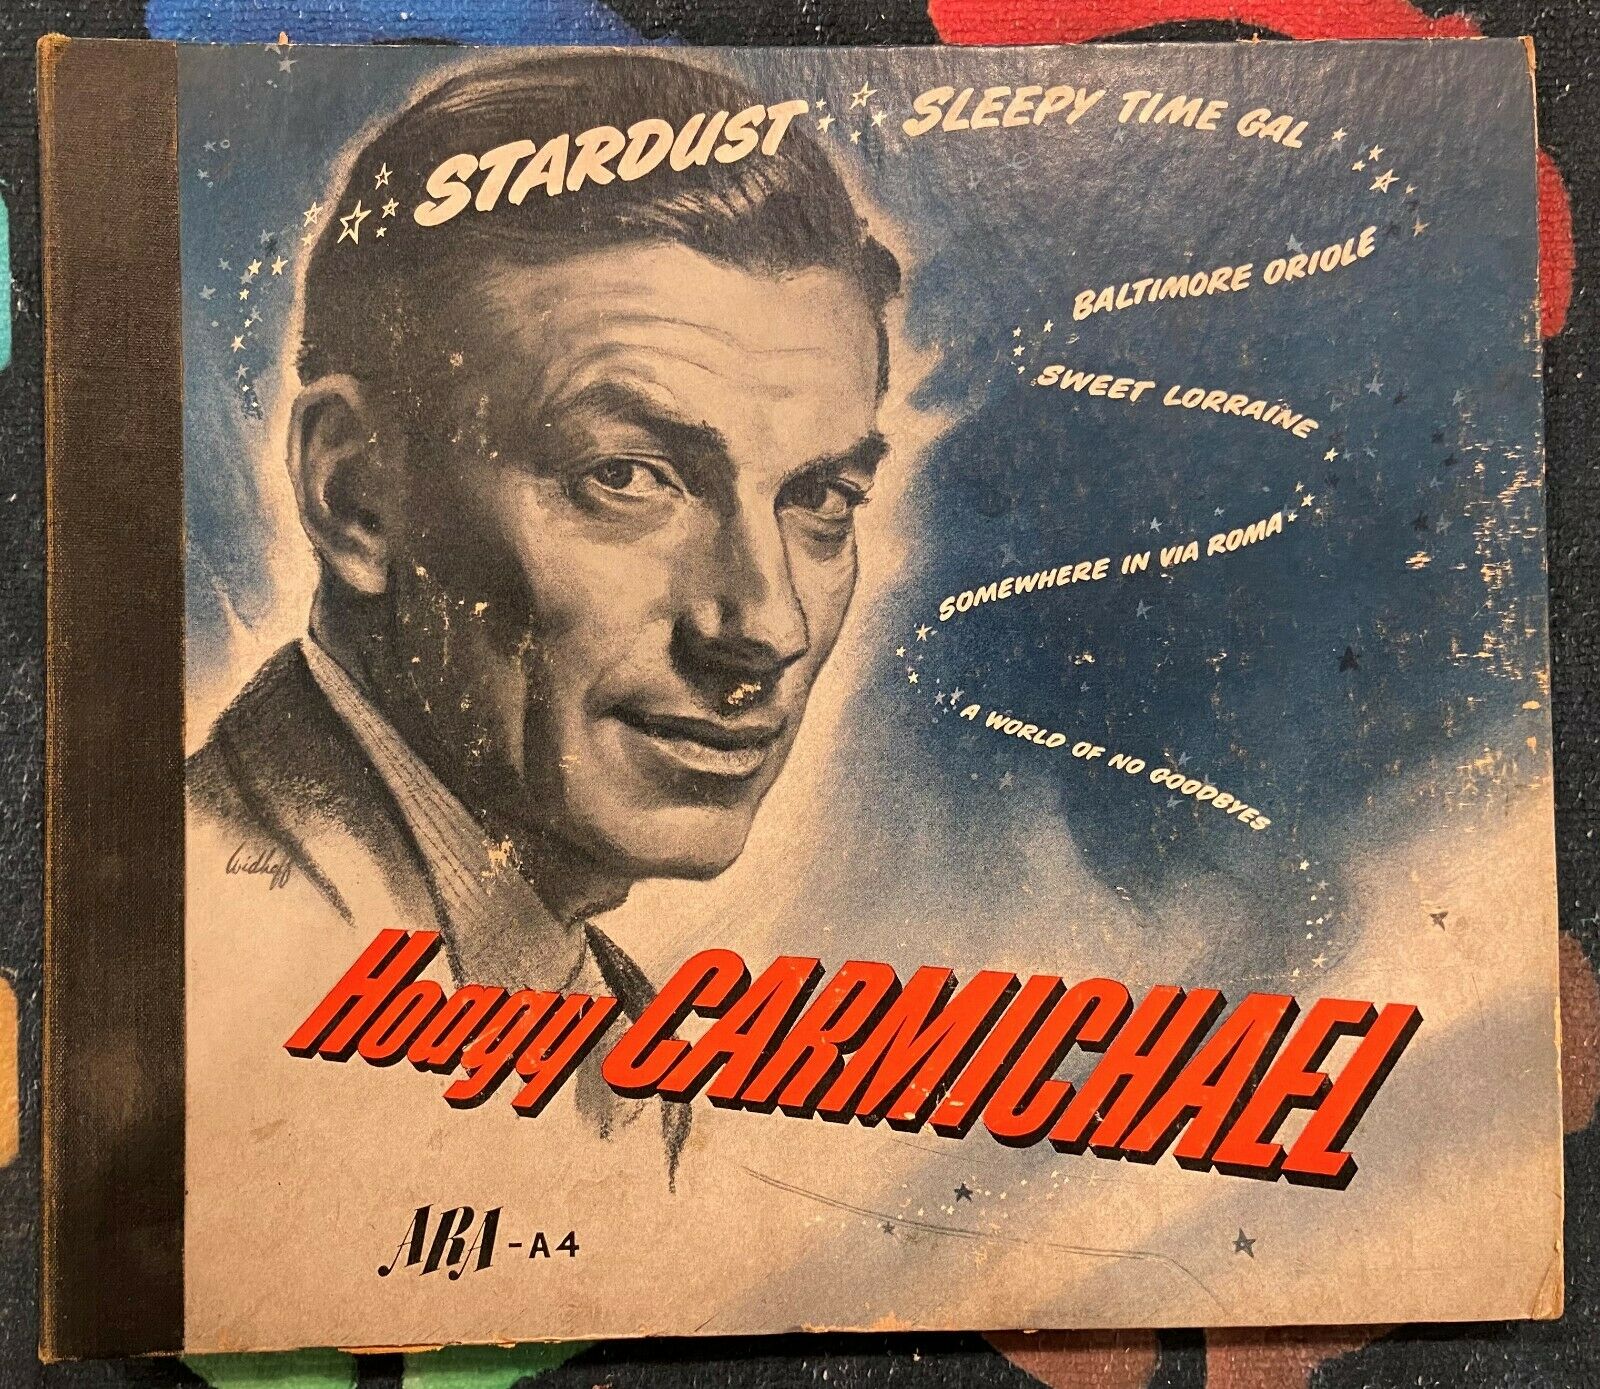 STARDUST
SLEEPY TIME GAL
BALTIMORE ORIOLE
SWEET LORRAINE
SOMEWHERE IN VIA ROMA
A WORLD OF NO GOODBYES
Widhoff
Hoagy CARMICHAEL
ARA - A4